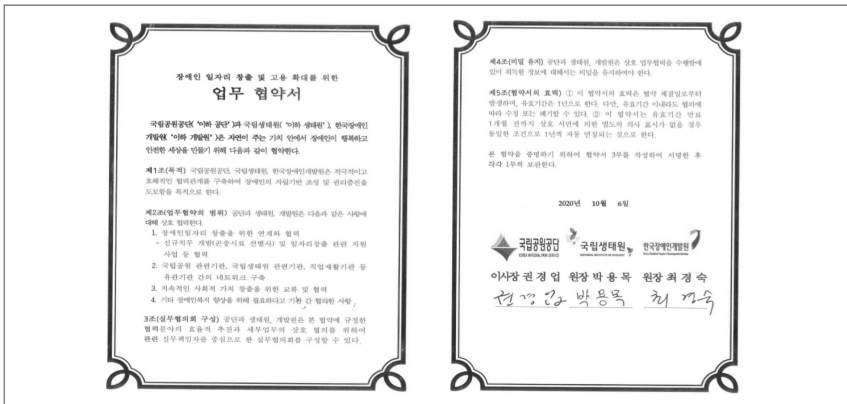 장애인 일자리 창출 및 고용 확대를 위한
업무 협약서
국립공원공단( "이하 공단" )과 국립생태원( "이하 생태원" ), 한국장애인
개발원( "이하 개발원" )은 자연이 주는 가치 안에서 장애인이 행복하고
안전한 세상을 만들기 위해 다음과 같이 협약한다.
제1조(목적) 국립공원공단, 국립생태원, 한국장애인개발원은 적극적이고
호혜적인 협력관계를 구축하여 장애인의 자립기반 조성 및 권리증진을
도모함을 목적으로 한다.
제2조(업무협약의 범위) 공단과 생태원, 개발원은 다음과 같은 사항에
대해 상호 협력한다.
1. 장애인일자리 창출을 위한 연계와 협력
- 신규직무 개발(곤충시료 선별사) 및 일자리창출 관련 지원
사업 등 협력
2. 국립공원 관련기관, 국립생태원 관련기관, 직업재활기관 등
유관기관 간의 네트워크 구축
3. 지속적인 사회적 가치 창출을 위한 교류 및 협력
4. 기타 장애인복지 향상을 위해 필요하다고 기관 간 협의한 사항
3조(실무협의회 구성) 공단과 생태원, 개발원은 본 협약에 규정한
협력분야의 효율적 추진과 세부업무의 상호 협의를 위하여
관련 실무책임자를 중심으로 한 실무협의회를 구성할 수 있다.
제4조(비밀 유지) 공단과 생태원, 개발원은 상호 업무협력을 수행함에
있어 취득한 정보에 대해서는 비밀을 유지하여야 한다.
제5조(협약서의 효력) ① 이 협약서의 효력은 협약 체결일로부터
발생하며, 유효기간은 1년으로 한다. 다만, 유효기간 이내라도 협의에
따라 수정 또는 폐기할 수 있다. ② 이 협약서는 유효기간 만료
1개월 전까지 상호 서면에 의한 별도의 의사 표시가 없을 경우
동일한 조건으로 1년씩 자동 연장되는 것으로 한다.
본 협약을 증명하기 위하여 협약서 3부를 작성하여 서명한 후
각각 1부씩 보관한다.
2020년 10월 6일
국립공원공단 국립생태원 한국장애인개발원
KOREA NATIONAL PARK SERVICE NATIONAL INSTITUTE OF ECOLOGY
이사장 권경업 원장 박용목 원장 최경숙
권경업 박용목 최경숙